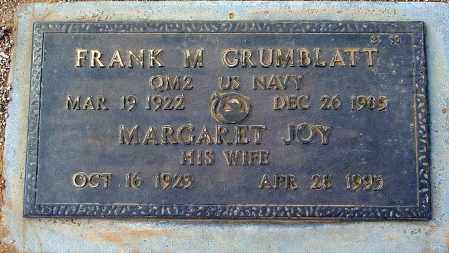 FRANK M GRUMBLATT
QM2 US NAVY
MAR 19 1922 DEC 26 1985
MARGARET JOY
HIS WIFE
OCT 16 1923 APR 28 1995